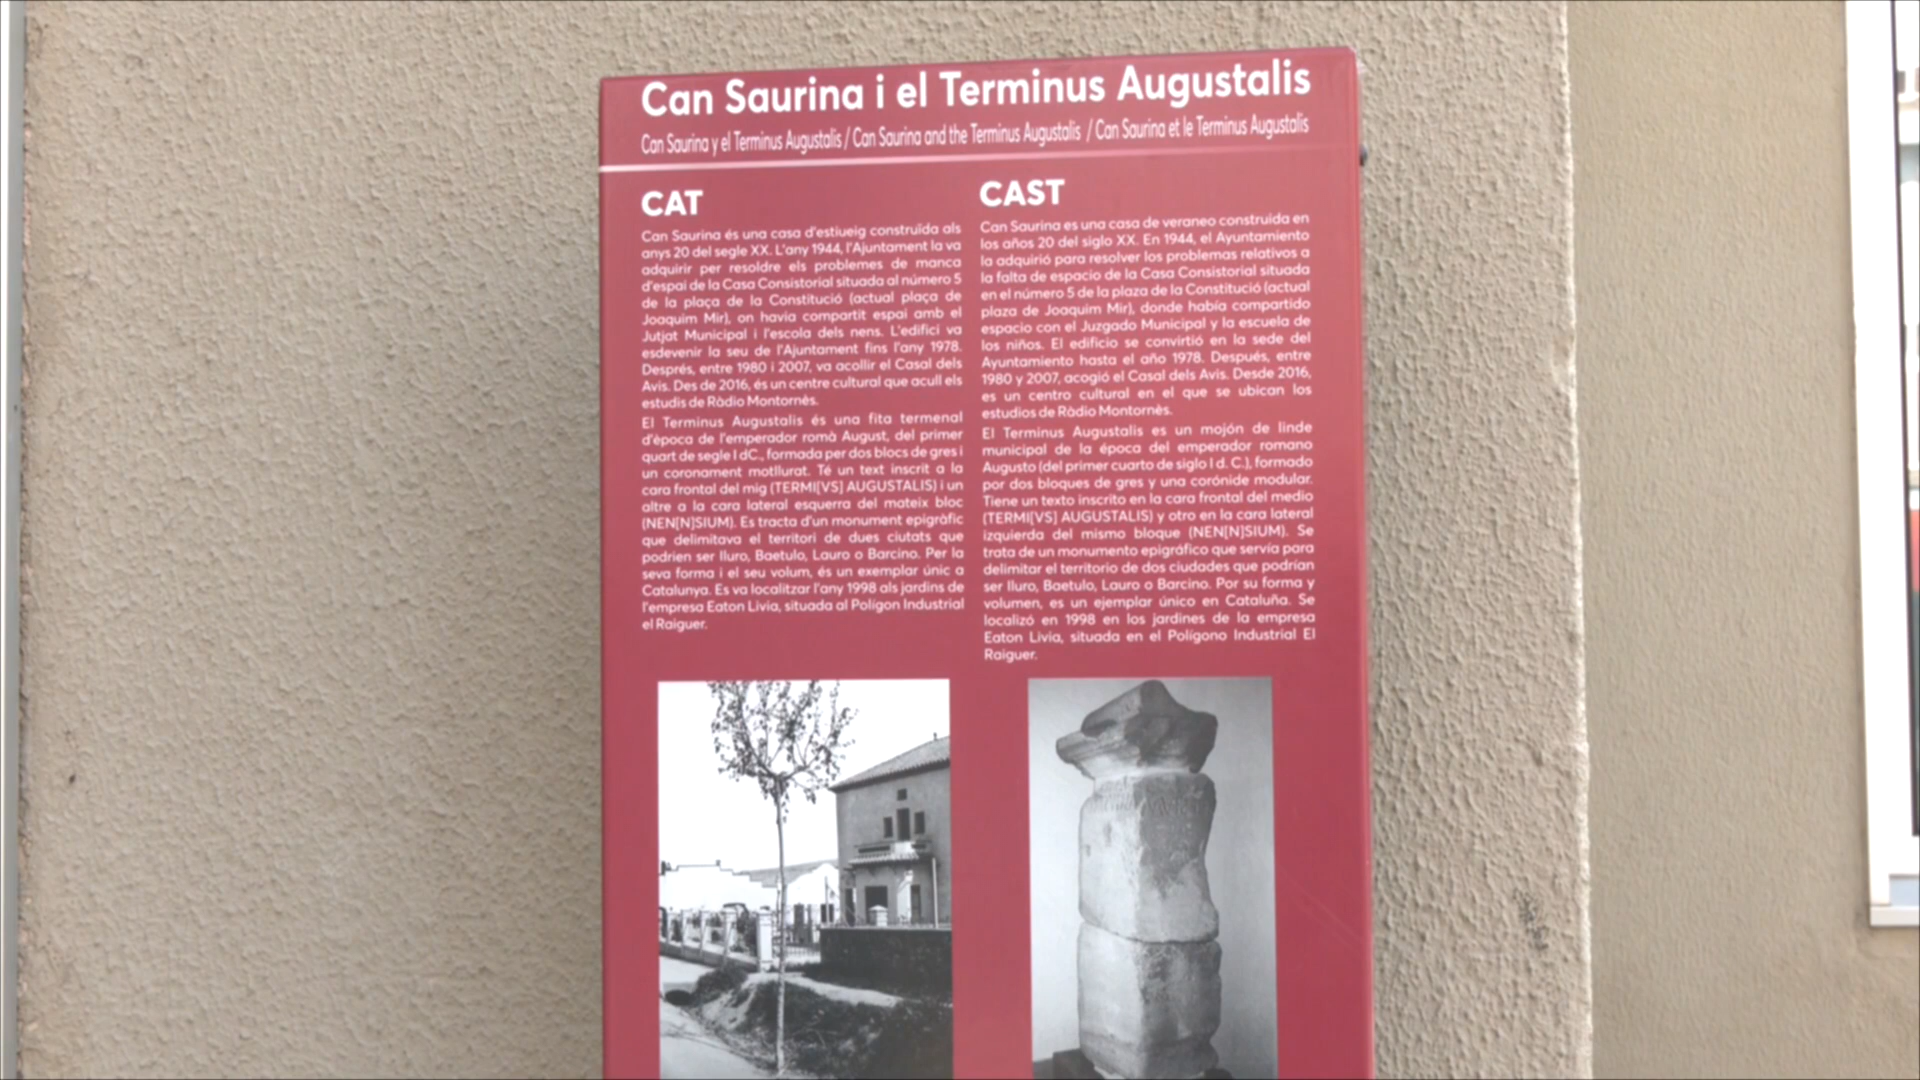 Can Saurina i el Terminus Augustalis
Can Saurina y el Terminus Augustalis / Can Saurina and the Terminus Augustalis / Can Saurina et le Terminus Augustalis
CAT
Can Saurina és una casa d'estiueig construïda als
anys 20 del segle XX. L'any 1944, l'Ajuntament la va
adquirir per resoldre els problemes de manca
d'espai de la Casa Consistorial situada al número 5
de la plaça de la Constitució (actual plaça de
Joaquim Mir), on havia compartit espai amb el
Jutjat Municipal i l'escola dels nens. L'edifici va
esdevenir la seu de l'Ajuntament fins l'any 1978.
Després, entre 1980 i 2007, va acollir el Casal dels
Avis. Des de 2016, és un centre cultural que acull els
estudis de Ràdio Montornès.
El Terminus Augustalis és una fita termenal
d'època de l'emperador romà August, del primer
quart de segle I dC., formada per dos blocs de gres i
un coronament motllurat. Té un text inscrit a la
cara frontal del mig (TERMI[VS] AUGUSTALIS) i un
altre a la cara lateral esquerra del mateix bloc
(NEN[N]SIUM). Es tracta d'un monument epigràfic
que delimitava el territori de dues ciutats que
podrien ser Iluro, Baetulo, Lauro o Barcino. Per la
seva forma i el seu volum, és un exemplar únic a
Catalunya. Es va localitzar l'any 1998 als jardins de
l'empresa Eaton Livia, situada al Polígon Industrial
el Raiguer.
CAST
Can Saurina es una casa de veraneo construida en
los años 20 del siglo XX. En 1944, el Ayuntamiento
la adquirió para resolver los problemas relativos a
la falta de espacio de la Casa Consistorial situada
en el número 5 de la plaza de la Constitució (actual
plaza de Joaquim Mir), donde había compartido
espacio con el Juzgado Municipal y la escuela de
los niños. El edificio se convirtió en la sede del
Ayuntamiento hasta el año 1978. Después, entre
1980 y 2007, acogió el Casal dels Avis. Desde 2016,
es un centro cultural en el que se ubican los
estudios de Ràdio Montornès.
El Terminus Augustalis es un mojón de linde
municipal de la época del emperador romano
Augusto (del primer cuarto de siglo I d. C.), formado
por dos bloques de gres y una corónide modular.
Tiene un texto inscrito en la cara frontal del medio
(TERMI[VS] AUGUSTALIS) y otro en la cara lateral
izquierda del mismo bloque (NEN[N]SIUM). Se
trata de un monumento epigráfico que servía para
delimitar el territorio de dos ciudades que podrían
ser Iluro, Baetulo, Lauro o Barcino. Por su forma y
volumen, es un ejemplar único en Cataluña. Se
localizó en 1998 en los jardines de la empresa
Eaton Livia, situada en el Polígono Industrial El
Raiguer.